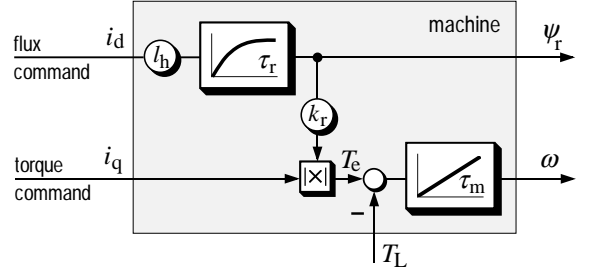 machine
flux
command
i_d
l_h
τ_r
ψ_r
k_r
torque
command
i_q
|×|
T_e
τ_m
ω
T_L